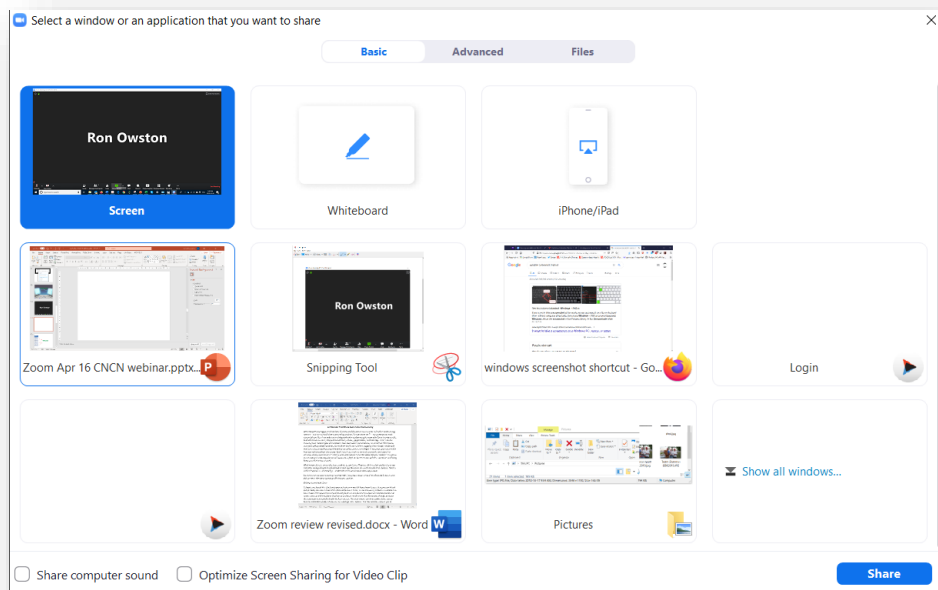 Select a window or an application that you want to share
Basic Advanced Files
Ron Owston
Screen
Whiteboard
iPhone/iPad
Zoom Apr 16 CNCN webinar.pptx...
Ron Owston
Snipping Tool
Google
windows screenshot shortcut - Go...
Login
Zoom review revised.docx - Word
Pictures
Show all windows...
Share computer sound
Optimize Screen Sharing for Video Clip
Share